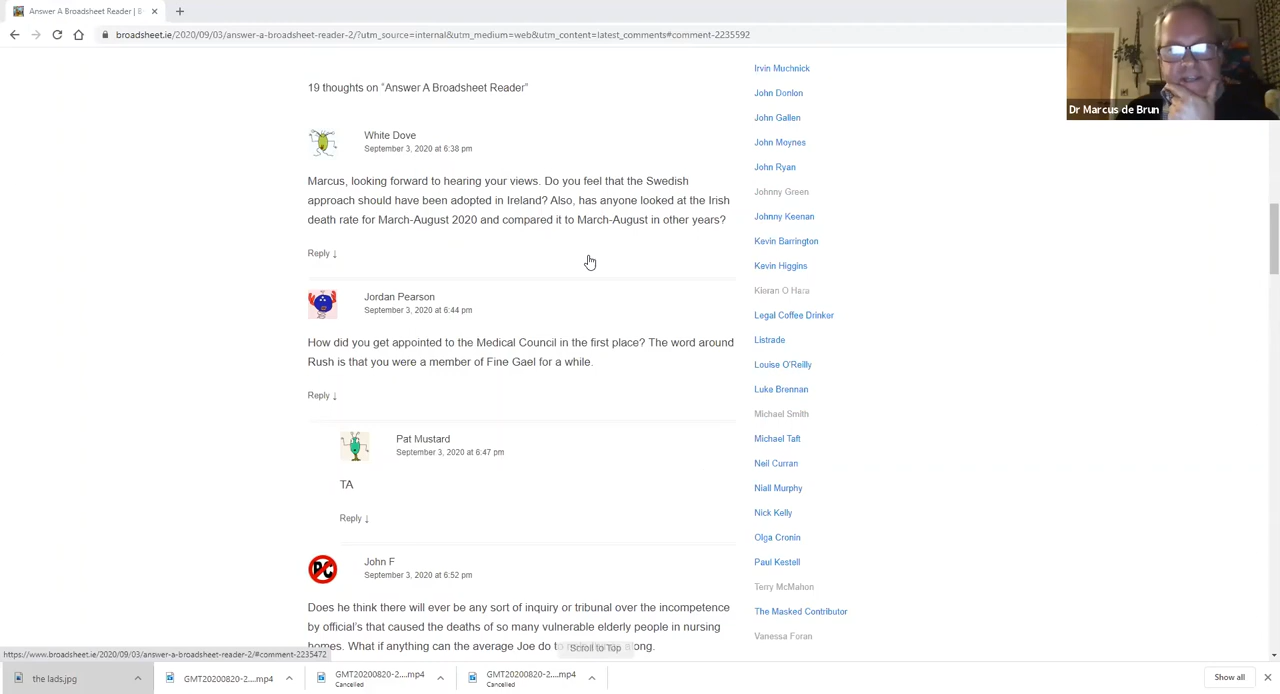 Answer A Broadsheet Reader | B
broadsheet.ie/2020/09/03/answer-a-broadsheet-reader-2/?utm_source=internal&utm_medium=web&utm_content=latest_comments#comment-2235592
Dr Marcus de Brun
19 thoughts on “Answer A Broadsheet Reader”
White Dove
September 3, 2020 at 6:38 pm
Marcus, looking forward to hearing your views. Do you feel that the Swedish
approach should have been adopted in Ireland? Also, has anyone looked at the Irish
death rate for March-August 2020 and compared it to March-August in other years?
Reply ↓
Jordan Pearson
September 3, 2020 at 6:44 pm
How did you get appointed to the Medical Council in the first place? The word around
Rush is that you were a member of Fine Gael for a while.
Reply ↓
Pat Mustard
September 3, 2020 at 6:47 pm
TA
Reply ↓
PC
John F
September 3, 2020 at 6:52 pm
Does he think there will ever be any sort of inquiry or tribunal over the incompetence
by official’s that caused the deaths of so many vulnerable elderly people in nursing
homes. What if anything can the average Joe do along.
Scroll to Top
Irvin Muchnick
John Donlon
John Gallen
John Moynes
John Ryan
Johnny Green
Johnny Keenan
Kevin Barrington
Kevin Higgins
Kieran O Hara
Legal Coffee Drinker
Listrade
Louise O'Reilly
Luke Brennan
Michael Smith
Michael Taft
Neil Curran
Niall Murphy
Nick Kelly
Olga Cronin
Paul Kestell
Terry McMahon
The Masked Contributor
Vanessa Foran
https://www.broadsheet.ie/2020/09/03/answer-a-broadsheet-reader-2/#comment-2235472
the lads.jpg
GMT20200820-2....mp4
GMT20200820-2....mp4
Cancelled
GMT20200820-2....mp4
Cancelled
Show all